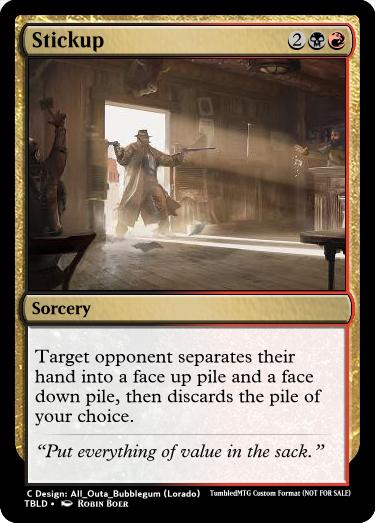 Stickup 2
Sorcery
Target opponent separates their
hand into a face up pile and a face
down pile, then discards the pile of
your choice.
“Put everything of value in the sack.”
C Design: All_Outa_Bubblegum (Lorado) TumbledMTG Custom Format (NOT FOR SALE)
TBLD • Robin Boer